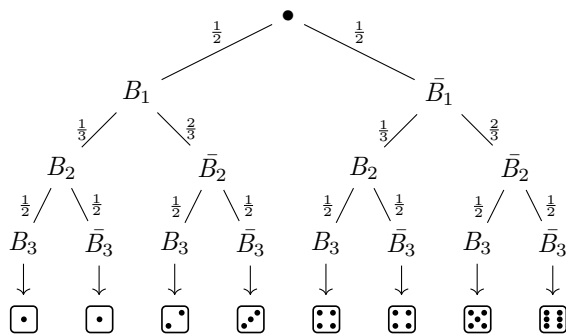 1/2 1/2
B₁ B̄₁
1/3 2/3 1/3 2/3
B₂ B̄₂ B₂ B̄₂
1/2 1/2 1/2 1/2 1/2 1/2 1/2 1/2
B₃ B̄₃ B₃ B̄₃ B₃ B̄₃ B₃ B̄₃